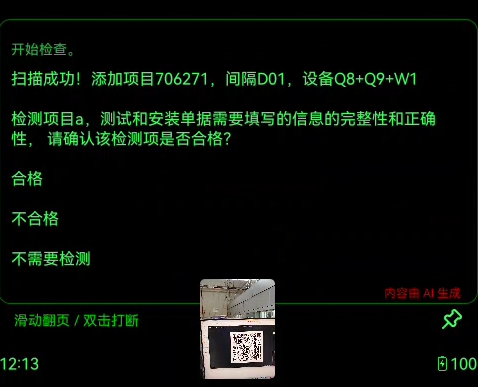 开始检查。
扫描成功！添加项目706271，间隔D01，设备Q8+Q9+W1
检测项目a，测试和安装单据需要填写的信息的完整性和正确
性， 请确认该检测项是否合格？
合格
不合格
不需要检测
内容由 AI 生成
滑动翻页 / 双击打断
12:13
100